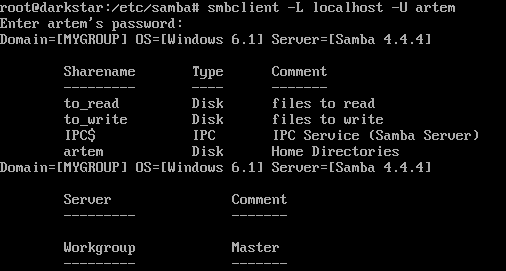 root@darkstar:/etc/samba# smbclient -L localhost -U artem
Enter artem's password:
Domain=[MYGROUP] OS=[Windows 6.1] Server=[Samba 4.4.4]
Sharename Type Comment
--------- ---- -------
to_read Disk files to read
to_write Disk files to write
IPC$ IPC IPC Service (Samba Server)
artem Disk Home Directories
Domain=[MYGROUP] OS=[Windows 6.1] Server=[Samba 4.4.4]
Server Comment
--------- -------
Workgroup Master
--------- -------